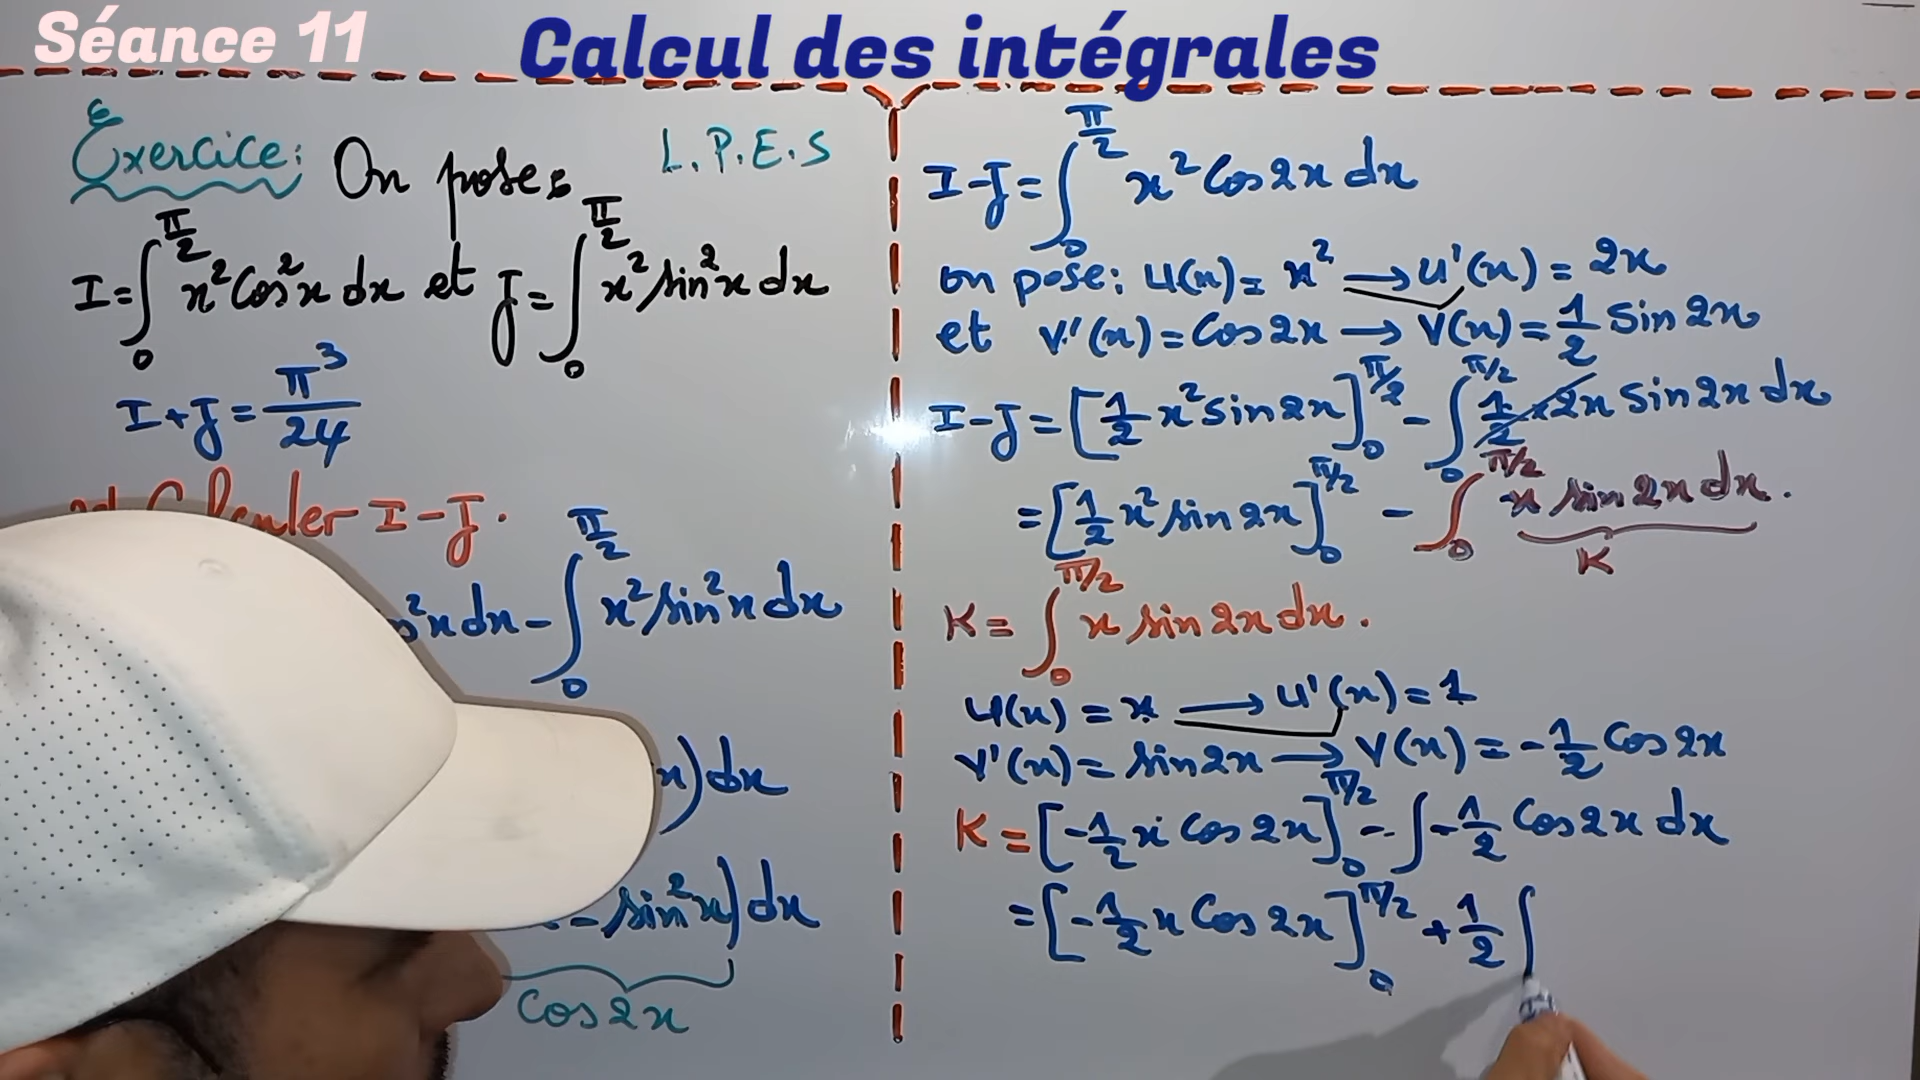 Séance 11
Calcul des intégrales
Exercice: On pose: L.P.E.S
I = ∫₀^{π/2} x² cos²x dx et J = ∫₀^{π/2} x² sin²x dx
I + J = π³/24
Calculer I - J.
²x dx - ∫₀^{π/2} x² sin²x dx
x) dx
- sin²x) dx
cos 2x
I - J = ∫₀^{π/2} x² cos 2x dx
on pose: u(x) = x² → u'(x) = 2x
et v'(x) = cos 2x → v(x) = 1/2 sin 2x
I - J = [1/2 x² sin 2x]₀^{π/2} - ∫₀^{π/2} 1/2 × 2x sin 2x dx
= [1/2 x² sin 2x]₀^{π/2} - ∫₀^{π/2} x sin 2x dx.
K
K = ∫₀^{π/2} x sin 2x dx.
u(x) = x → u'(x) = 1
v'(x) = sin 2x → v(x) = -1/2 cos 2x
K = [-1/2 x cos 2x]₀^{π/2} - ∫ -1/2 cos 2x dx
= [-1/2 x cos 2x]₀^{π/2} + 1/2 ∫